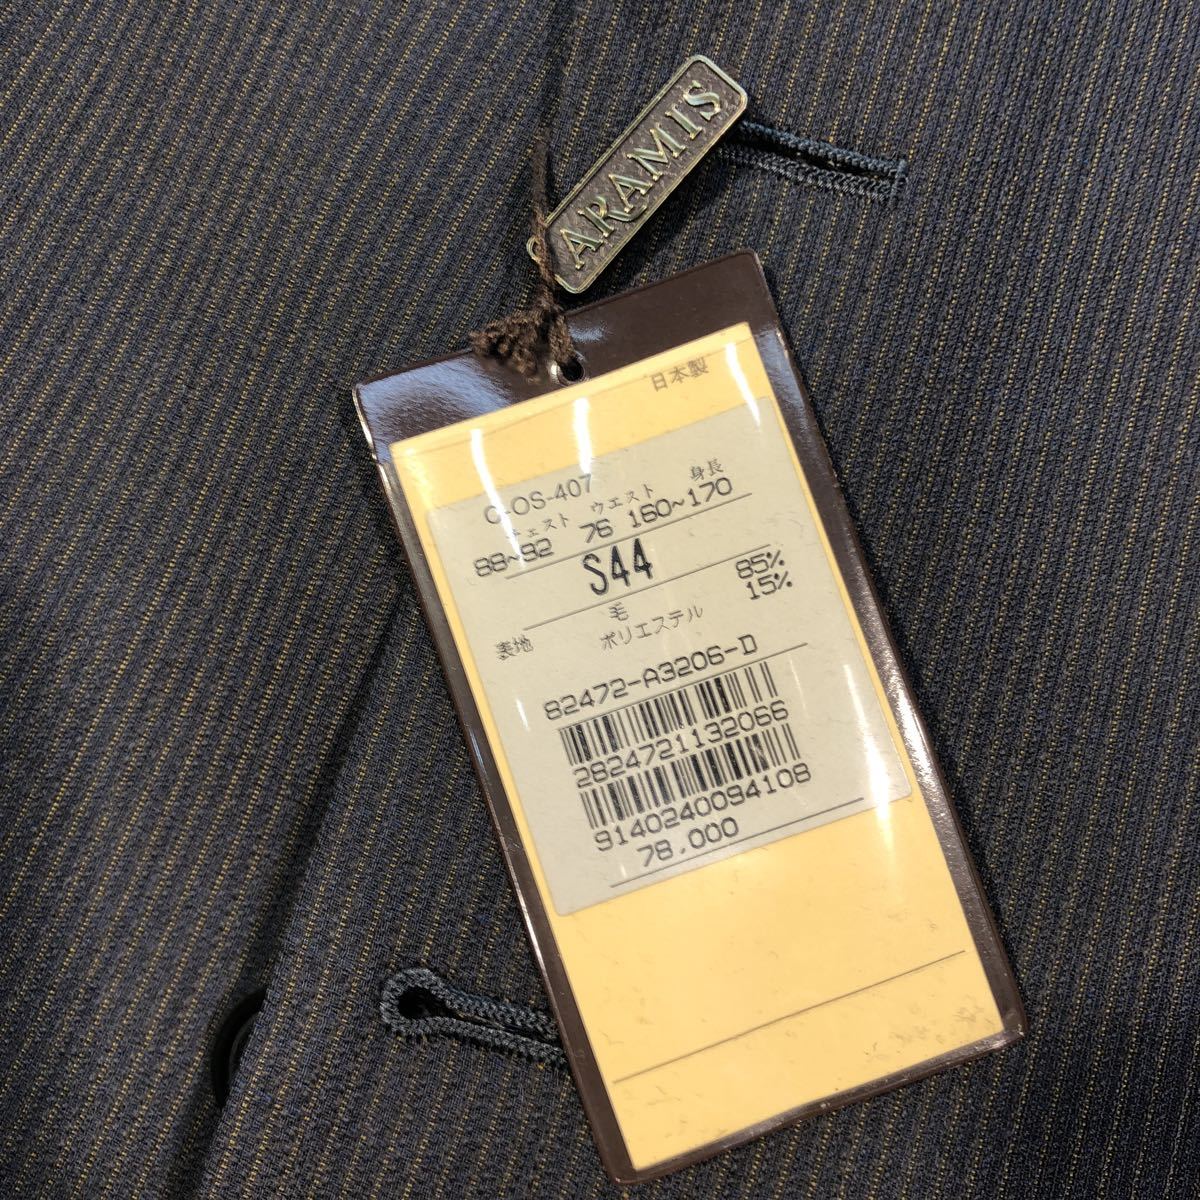 ARAMIS
日本製
C-OS-407
チェスト ウエスト 身長
88~92 76 160~170
S44
毛 85%
表地 ポリエステル 15%
82472-A3206-D
2824721132066
9140240094108
78,000